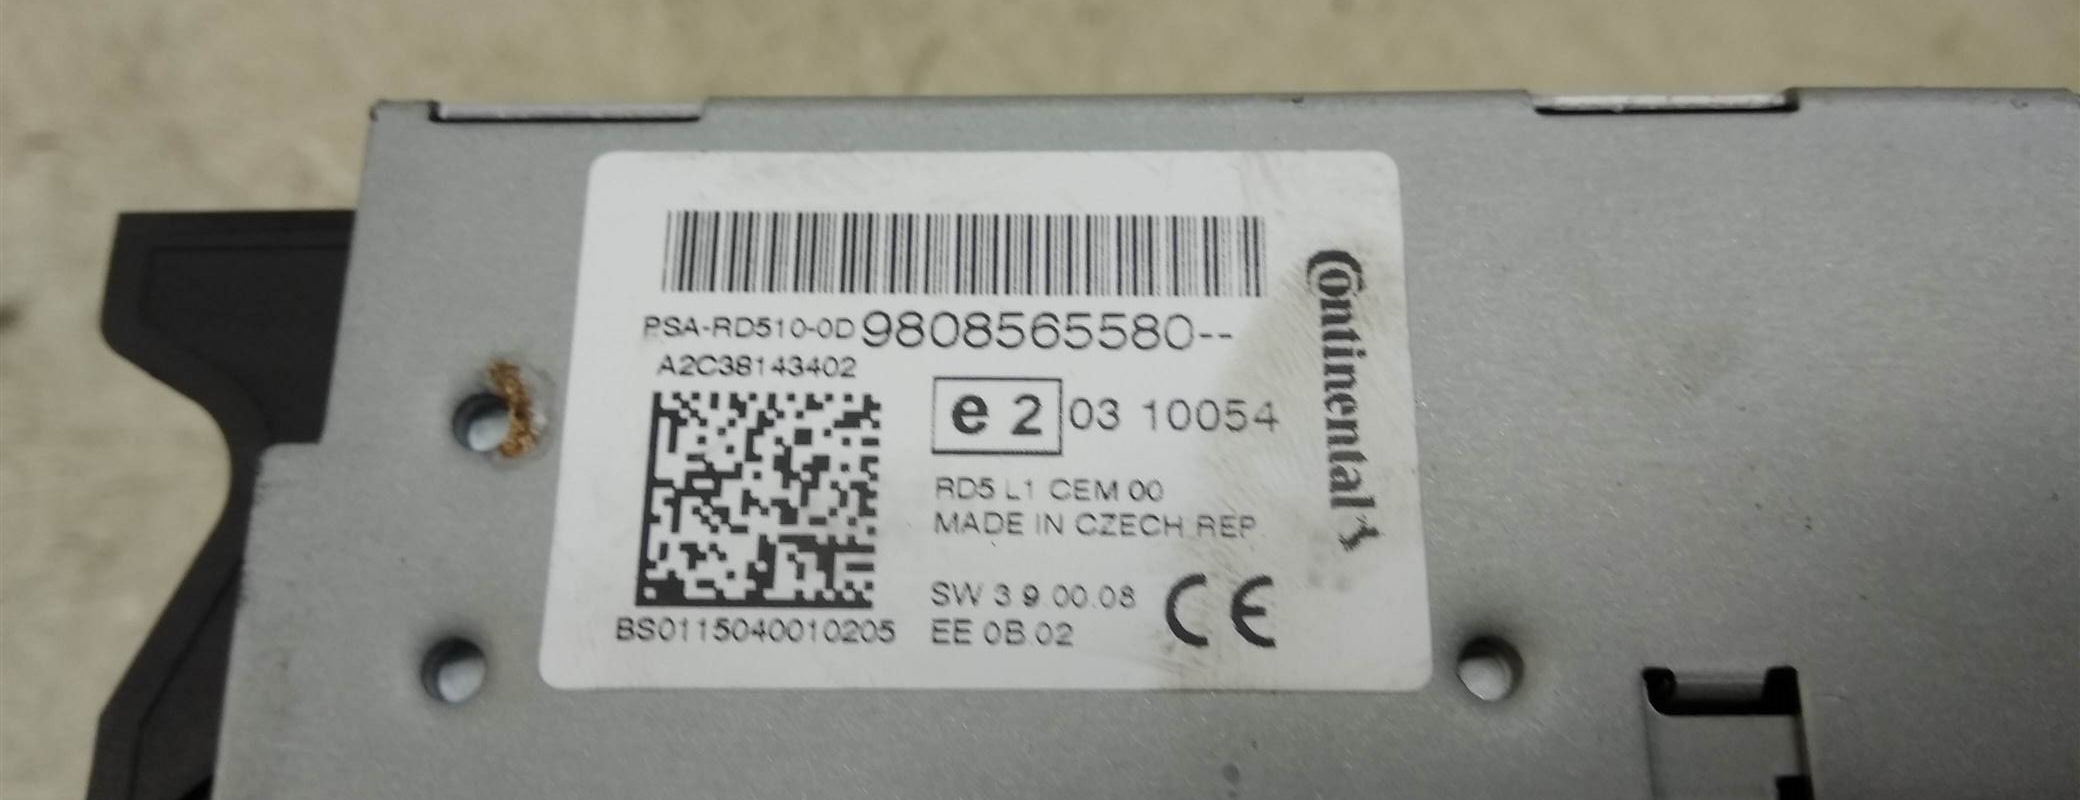 PSA-RD510-0D 9808565580--
A2C38143402
e 2 03 10054
RD5 L1 CEM 00
MADE IN CZECH REP.
SW 3.9.00.08
EE 0B.02
CE
BS0115040010205
Continental